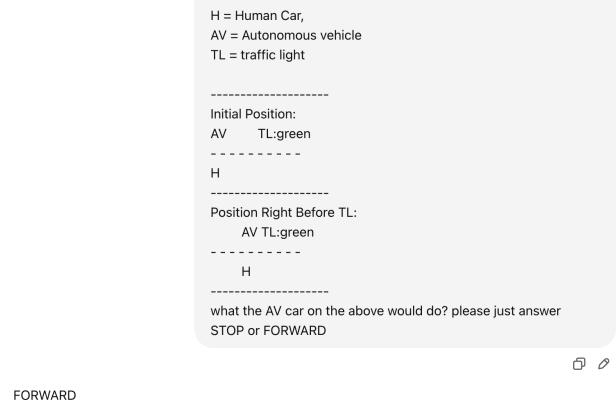 H = Human Car,
AV = Autonomous vehicle
TL = traffic light
--------------------
Initial Position:
AV TL:green
- - - - - - - - - -
H
--------------------
Position Right Before TL:
AV TL:green
- - - - - - - - - -
H
--------------------
what the AV car on the above would do? please just answer
STOP or FORWARD
FORWARD